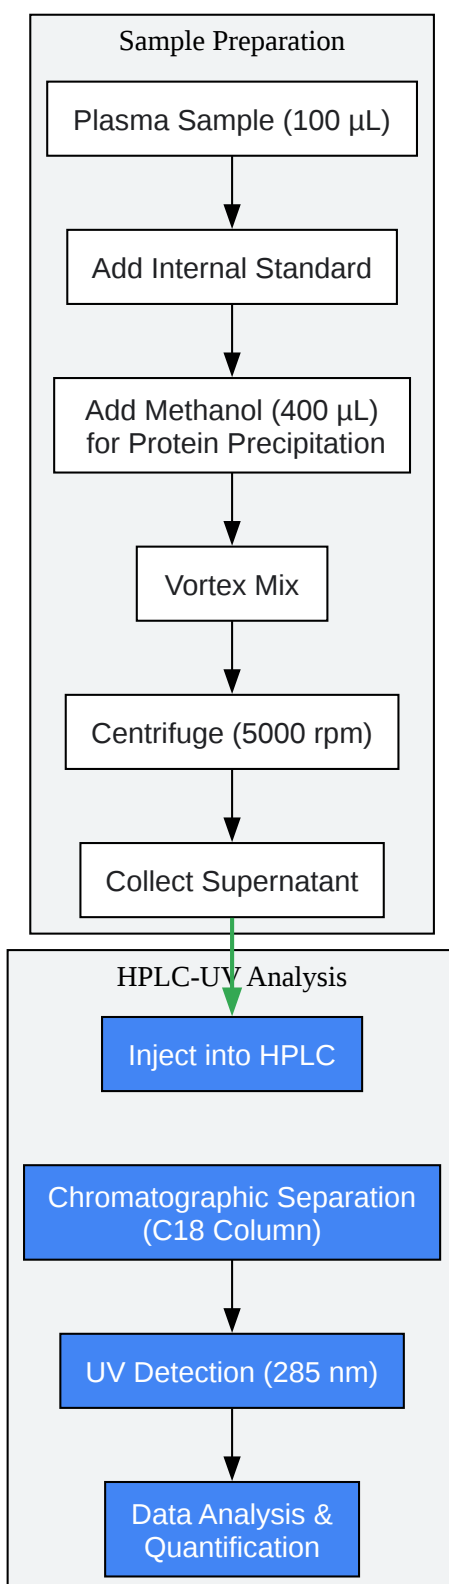 Sample Preparation
Plasma Sample (100 µL)
Add Internal Standard
Add Methanol (400 µL)
for Protein Precipitation
Vortex Mix
Centrifuge (5000 rpm)
Collect Supernatant
HPLC-UV Analysis
Inject into HPLC
Chromatographic Separation
(C18 Column)
UV Detection (285 nm)
Data Analysis &
Quantification